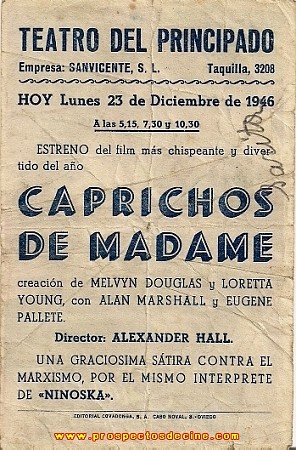 TEATRO DEL PRINCIPADO
Empresa: SANVICENTE, S. L. Taquilla, 3208
HOY Lunes 23 de Diciembre de 1946
A las 5,15, 7,30 y 10,30
ESTRENO del film más chispeante y diver-
tido del año
CAPRICHOS
DE MADAME
creación de MELVYN DOUGLAS y LORETTA
YOUNG, con ALAN MARSHALL y EUGENE
PALLETE.
Director: ALEXANDER HALL.
UNA GRACIOSIMA SÁTIRA CONTRA EL
MARXISMO, POR EL MISMO INTERPRETE
DE «NINOSKA».
EDITORIAL COVADONGA, S. A. CABO NOVAL, 5.-OVIEDO
www.prospectosdecine.com